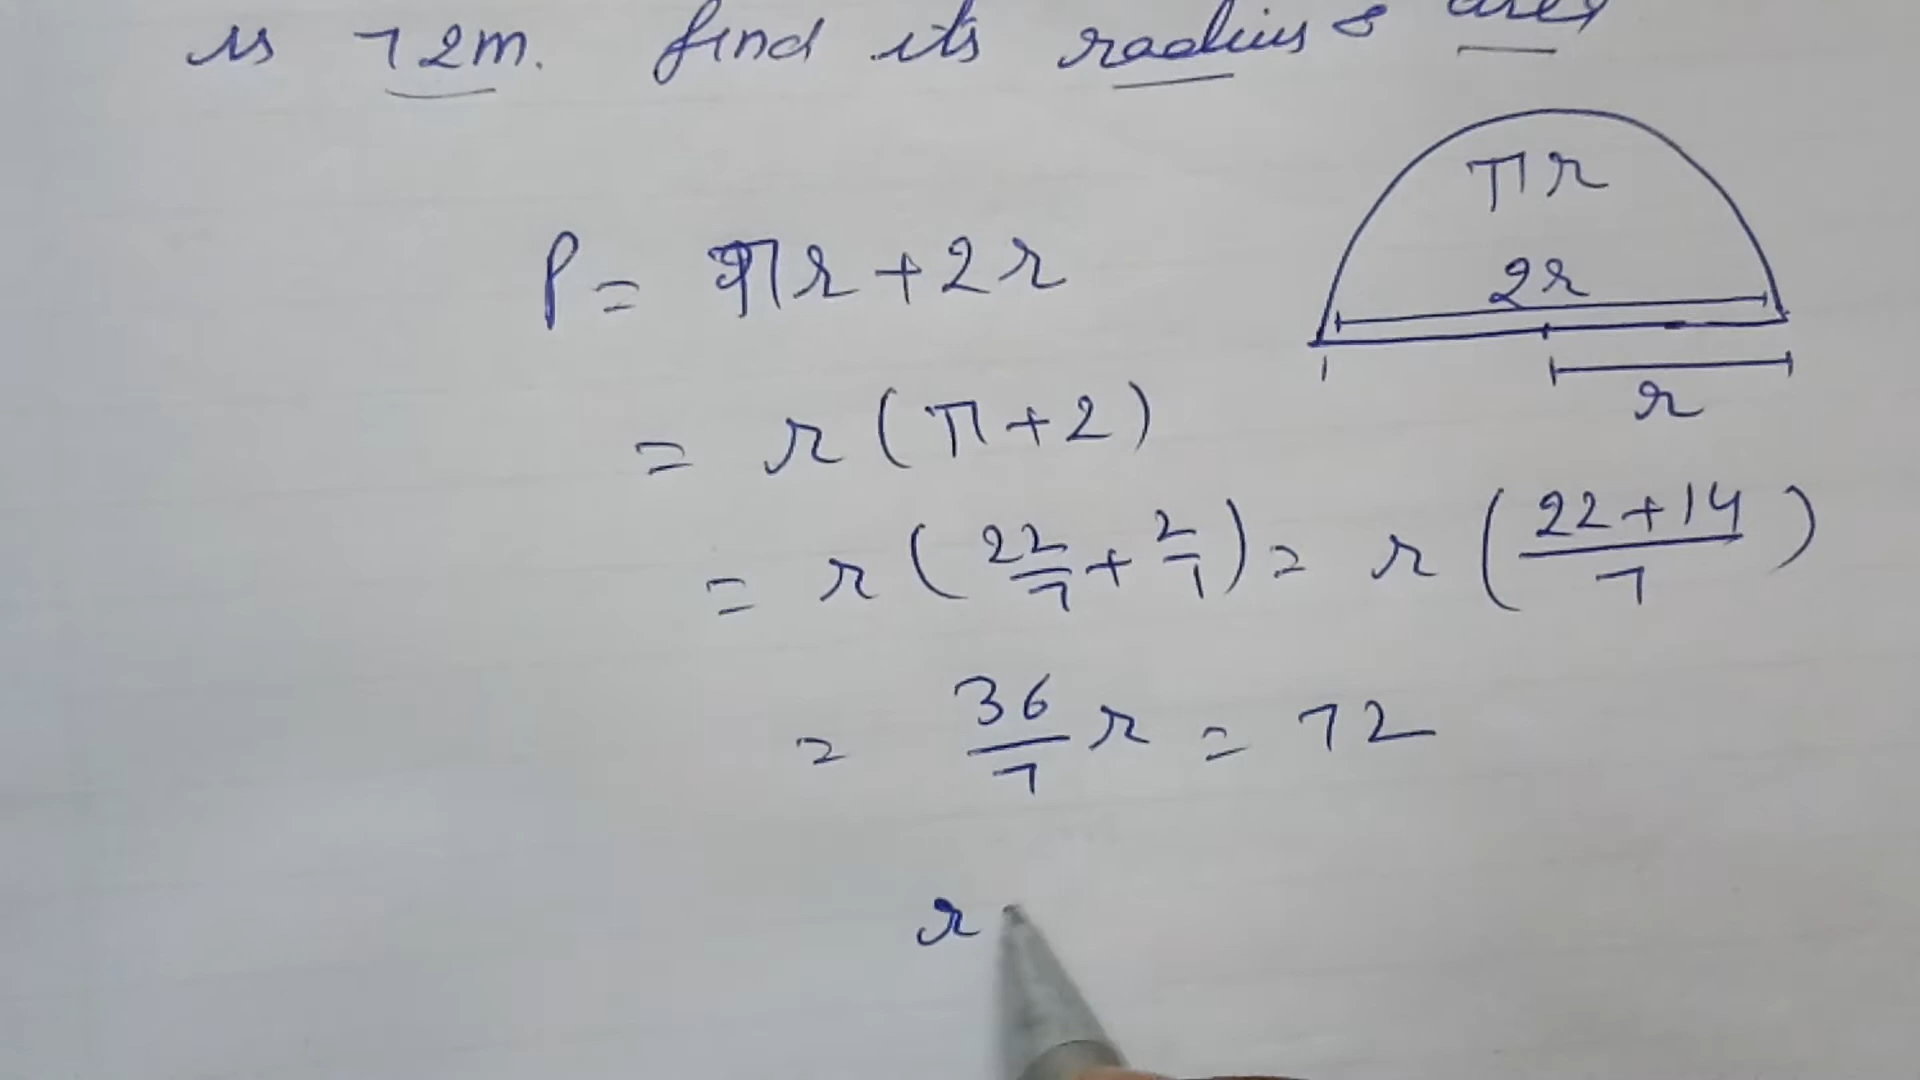 is 72m. find its radius & area
πr
2r
r
P = πr + 2r
= r (π + 2)
= r (22/7 + 2/1) = r (22 + 14 / 7)
= 36/7 r = 72
r